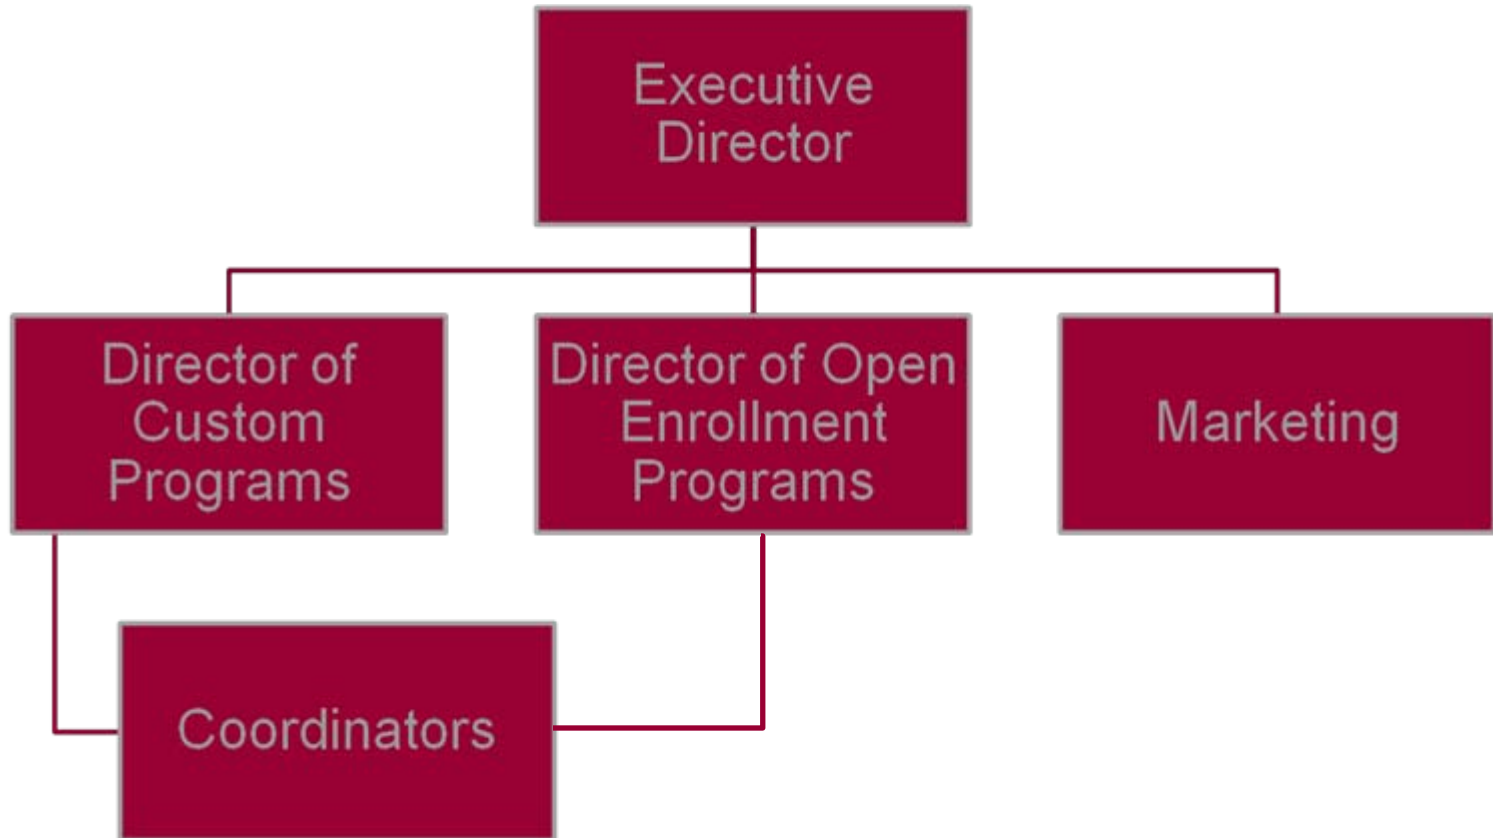 Executive
Director
Director of
Custom
Programs
Director of Open
Enrollment
Programs
Marketing
Coordinators